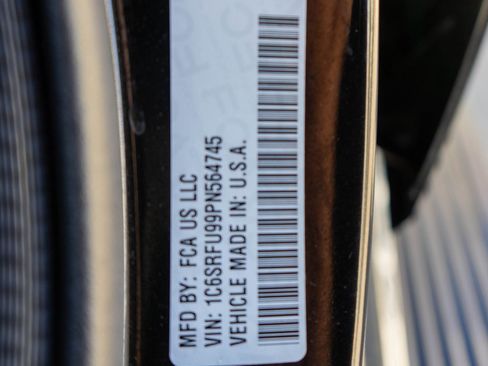 MFD BY: FCA US LLC
VIN: 1C6SRFU99PN564745
VEHICLE MADE IN: U.S.A.